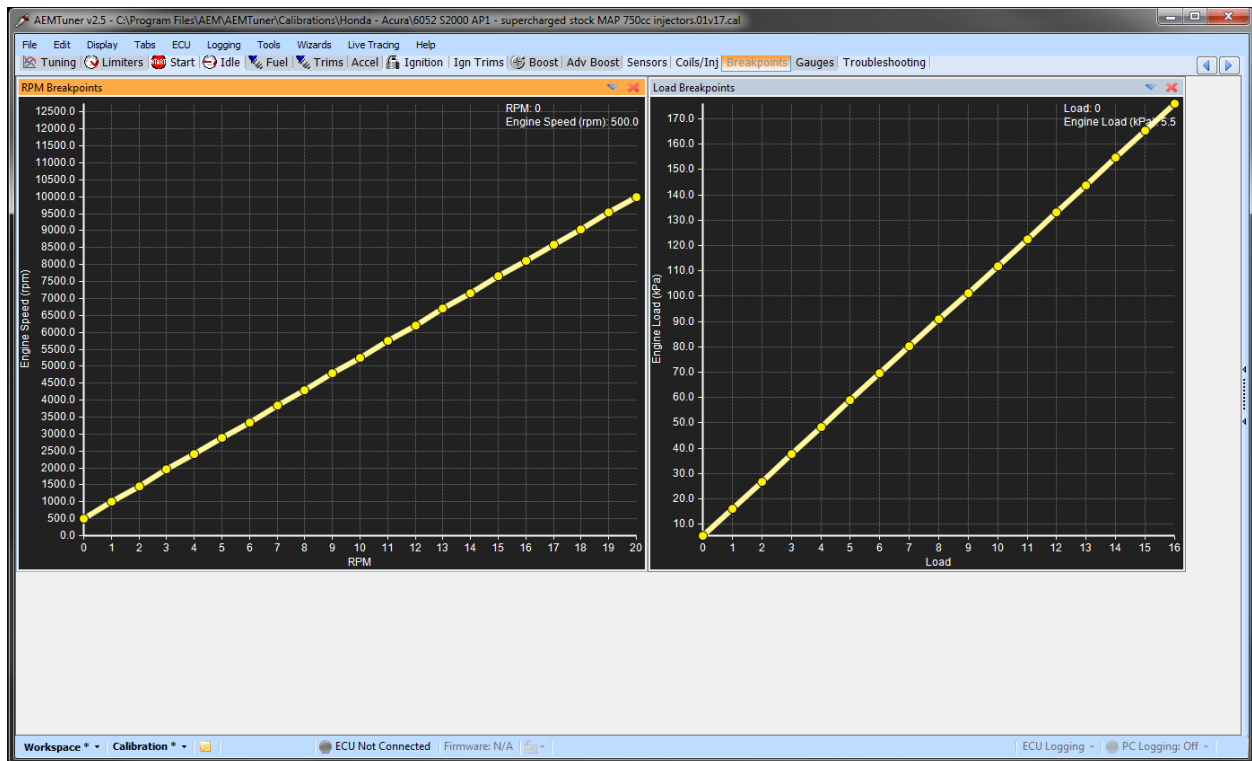 AEMTuner v2.5 - C:\Program Files\AEM\AEMTuner\Calibrations\Honda - Acura\6052 S2000 AP1 - supercharged stock MAP 750cc injectors.01v17.cal
File Edit Display Tabs ECU Logging Tools Wizards Live Tracing Help
Tuning Limiters START Start Idle Fuel Trims Accel Ignition Ign Trims Boost Adv Boost Sensors Coils/Inj Breakpoints Gauges Troubleshooting
RPM Breakpoints
RPM: 0
Engine Speed (rpm): 500.0
12500.0
12000.0
11500.0
11000.0
10500.0
10000.0
9500.0
9000.0
8500.0
8000.0
7500.0
7000.0
6500.0
6000.0
5500.0
5000.0
4500.0
4000.0
3500.0
3000.0
2500.0
2000.0
1500.0
1000.0
500.0
0.0
Engine Speed (rpm)
0 1 2 3 4 5 6 7 8 9 10 11 12 13 14 15 16 17 18 19 20
RPM
Load Breakpoints
Load: 0
Engine Load (kPa): 5.5
170.0
160.0
150.0
140.0
130.0
120.0
110.0
100.0
90.0
80.0
70.0
60.0
50.0
40.0
30.0
20.0
10.0
Engine Load (kPa)
0 1 2 3 4 5 6 7 8 9 10 11 12 13 14 15 16
Load
Workspace * Calibration * ECU Not Connected Firmware: N/A ECU Logging PC Logging: Off